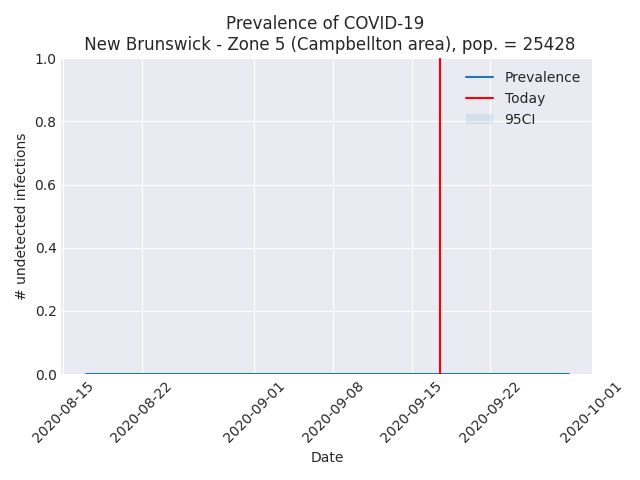 Prevalence of COVID-19
New Brunswick - Zone 5 (Campbellton area), pop. = 25428
Prevalence
Today
95CI
# undetected infections
1.0
0.8
0.6
0.4
0.2
0.0
2020-08-15
2020-08-22
2020-09-01
2020-09-08
2020-09-15
2020-09-22
2020-10-01
Date